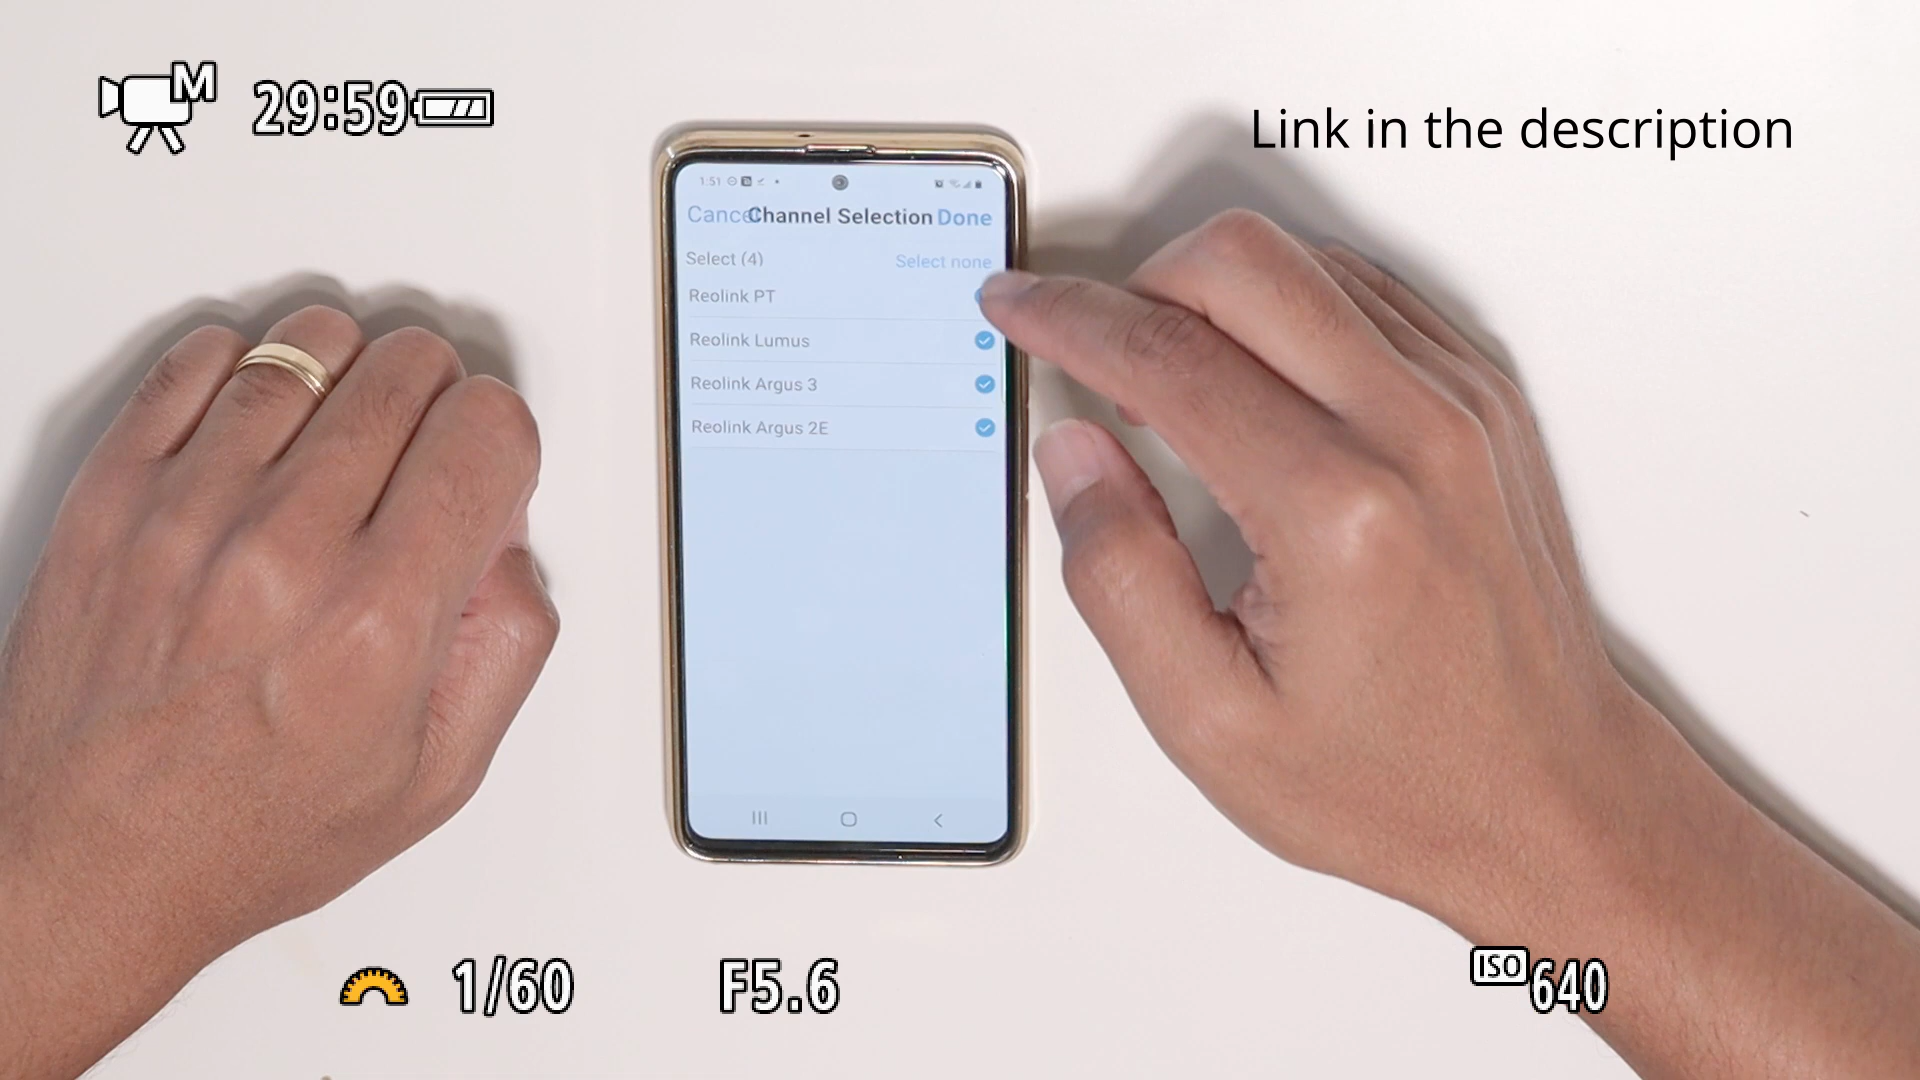 M
29:59
Link in the description
1:51
Cance
Channel Selection
Done
Select (4)
Select none
Reolink PT
Reolink Lumus
Reolink Argus 3
Reolink Argus 2E
1/60
F5.6
ISO 640